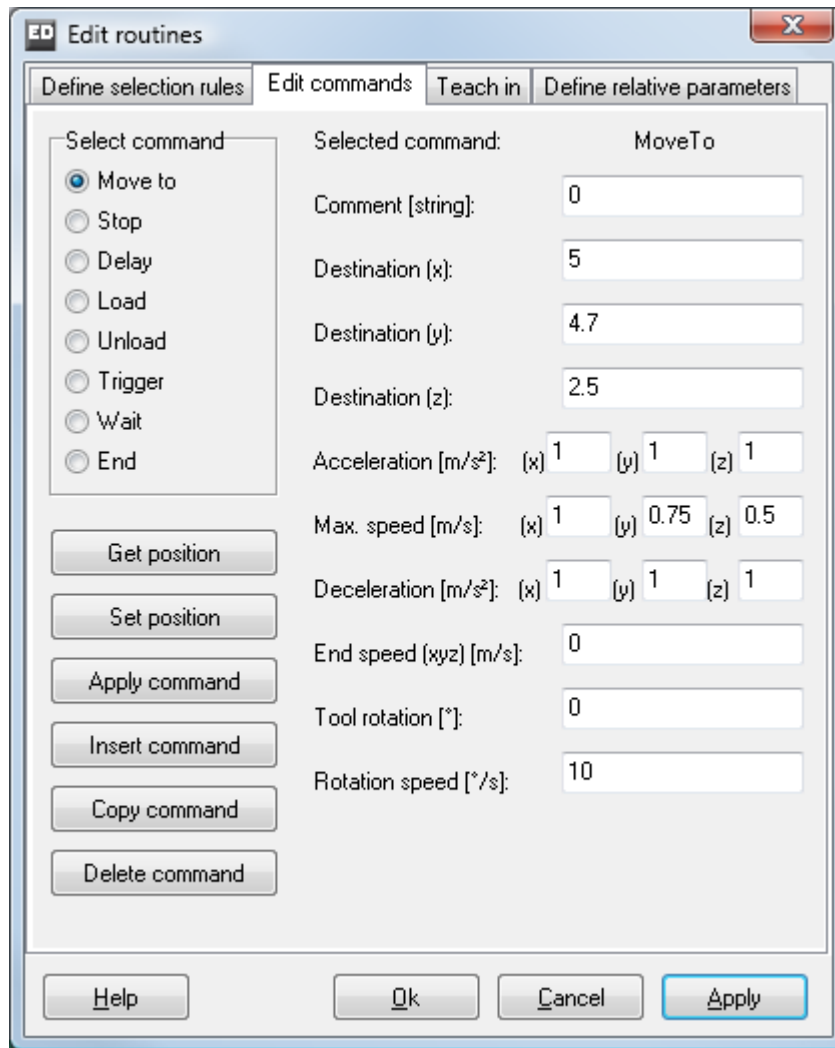 ED Edit routines X
Define selection rules Edit commands Teach in Define relative parameters
Select command
Move to
Stop
Delay
Load
Unload
Trigger
Wait
End
Get position
Set position
Apply command
Insert command
Copy command
Delete command
Selected command: MoveTo
Comment [string]: 0
Destination (x): 5
Destination (y): 4.7
Destination (z): 2.5
Acceleration [m/s²]: (x) 1 (y) 1 (z) 1
Max. speed [m/s]: (x) 1 (y) 0.75 (z) 0.5
Deceleration [m/s²]: (x) 1 (y) 1 (z) 1
End speed (xyz) [m/s]: 0
Tool rotation [°]: 0
Rotation speed [°/s]: 10
Help Ok Cancel Apply